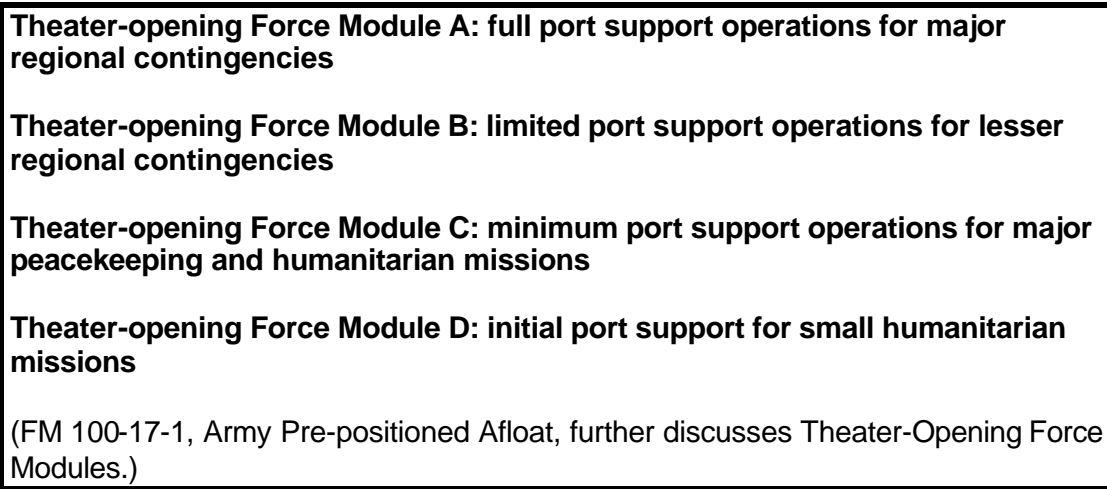 Theater-opening Force Module A: full port support operations for major
regional contingencies
Theater-opening Force Module B: limited port support operations for lesser
regional contingencies
Theater-opening Force Module C: minimum port support operations for major
peacekeeping and humanitarian missions
Theater-opening Force Module D: initial port support for small humanitarian
missions
(FM 100-17-1, Army Pre-positioned Afloat, further discusses Theater-Opening Force
Modules.)